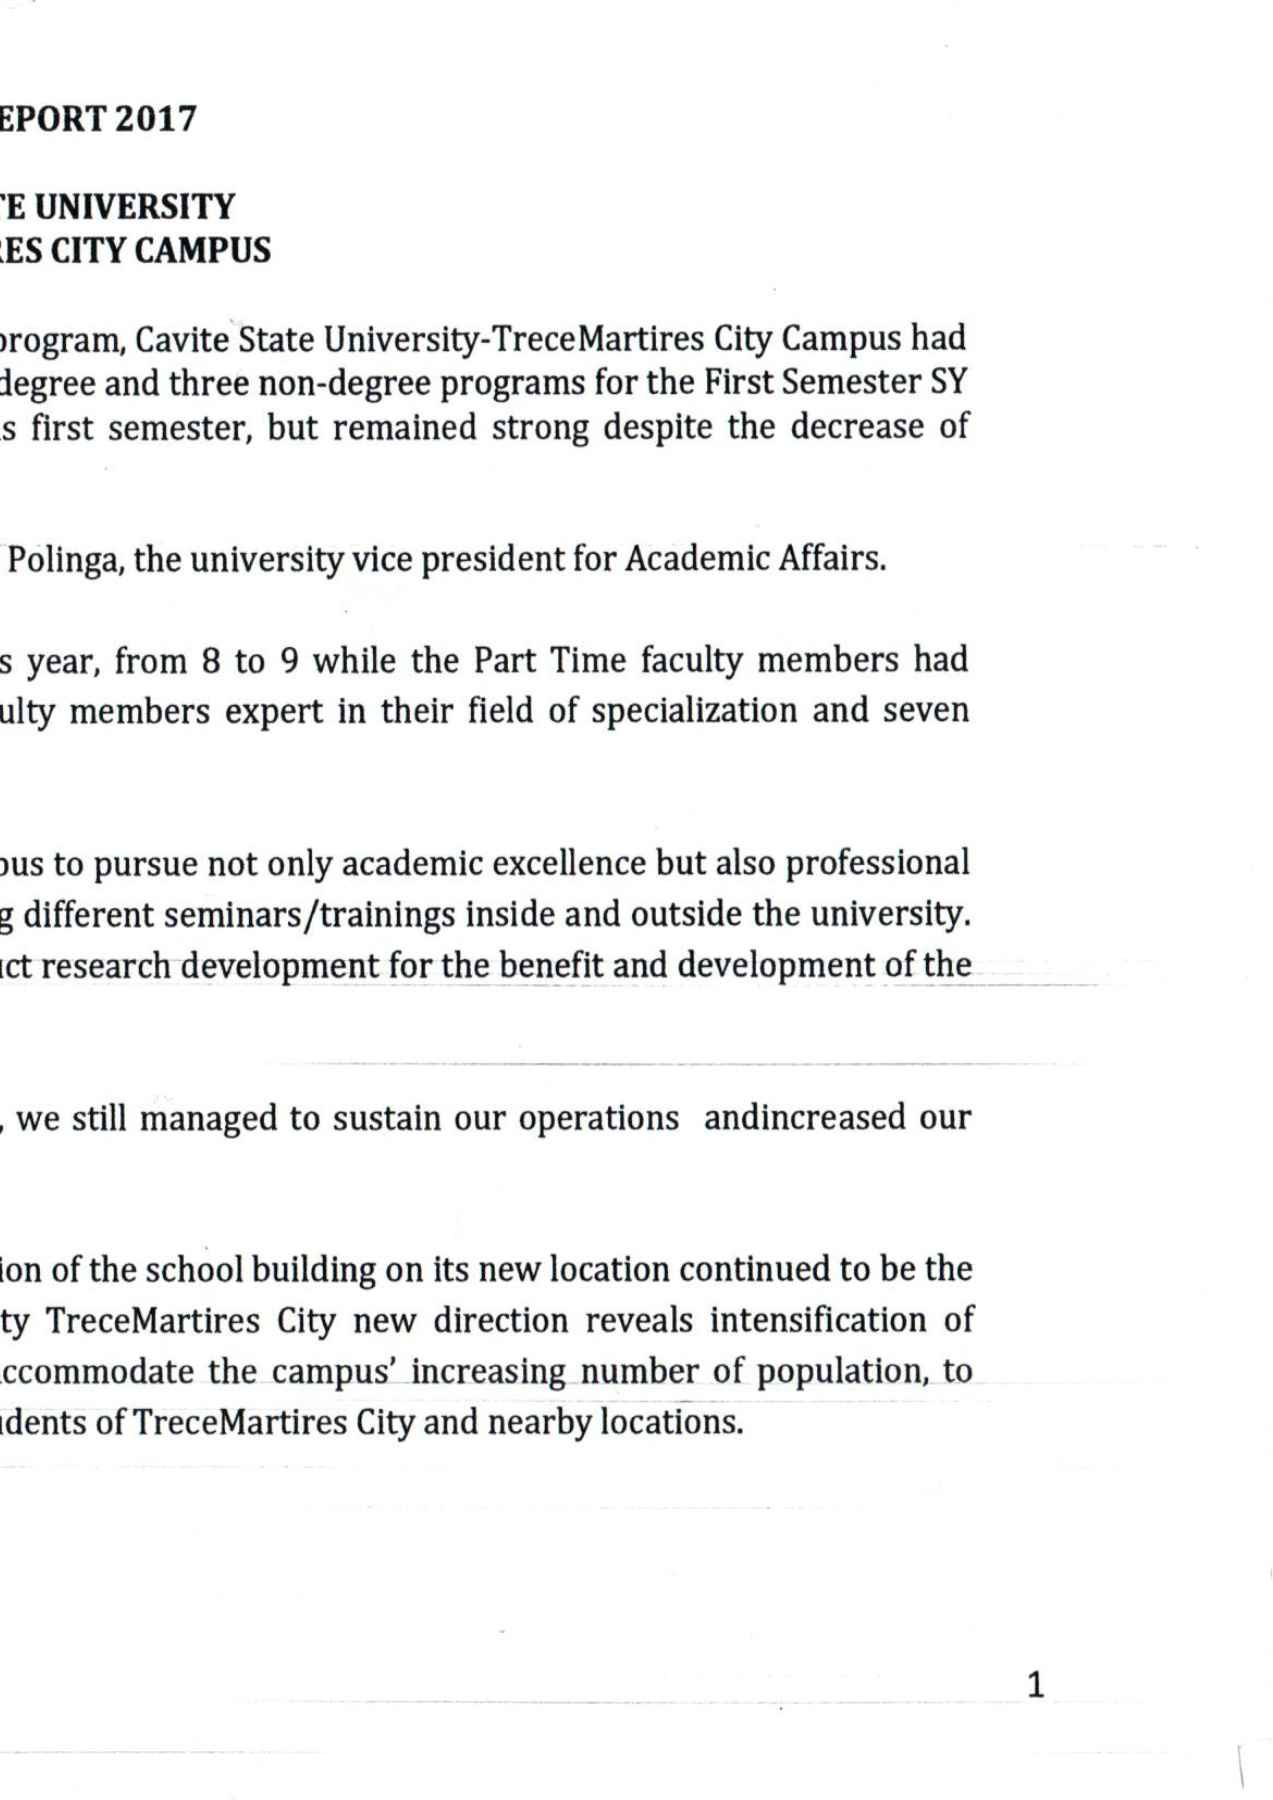 EPORT 2017
E UNIVERSITY
ES CITY CAMPUS
program, Cavite State University-TreceMartires City Campus had
degree and three non-degree programs for the First Semester SY
s first semester, but remained strong despite the decrease of
Polinga, the university vice president for Academic Affairs.
s year, from 8 to 9 while the Part Time faculty members had
ulty members expert in their field of specialization and seven
pus to pursue not only academic excellence but also professional
g different seminars/trainings inside and outside the university.
ct research development for the benefit and development of the
, we still managed to sustain our operations andincreased our
ion of the school building on its new location continued to be the
ty TreceMartires City new direction reveals intensification of
ccommodate the campus' increasing number of population, to
dents of TreceMartires City and nearby locations.
1